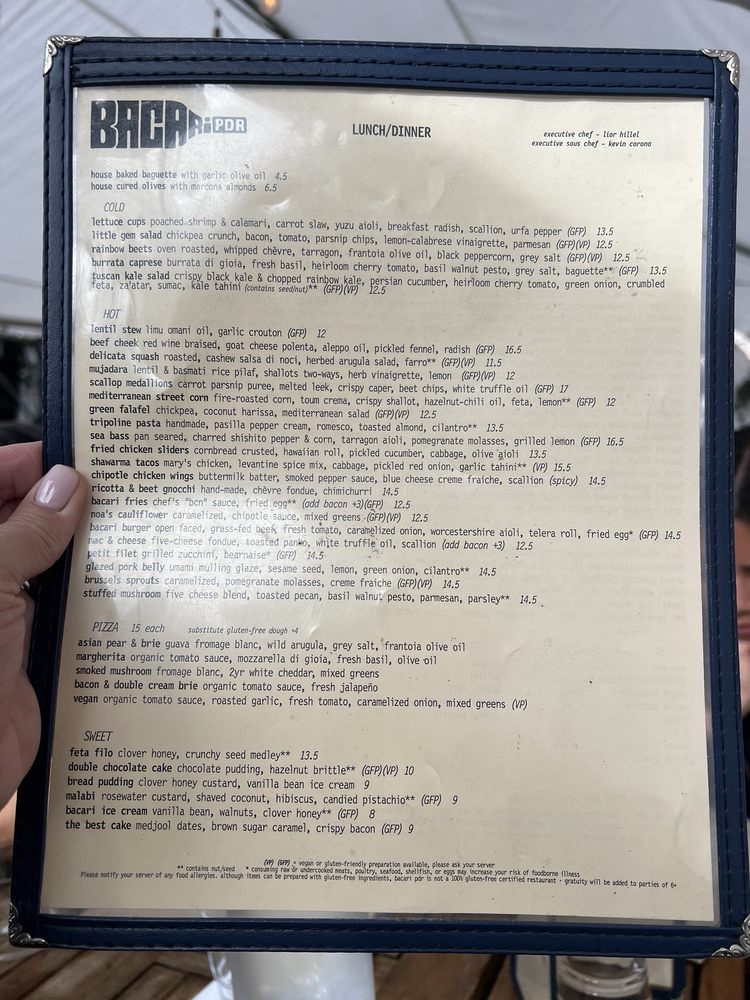 BACARi PDR
LUNCH/DINNER
executive chef - lior hillel
executive sous chef - kevin corona
house baked baguette with garlic olive oil 4.5
house cured olives with marcona almonds 6.5
COLD
lettuce cups poached shrimp & calamari, carrot slaw, yuzu aioli, breakfast radish, scallion, urfa pepper (GFP) 13.5
little gem salad chickpea crunch, bacon, tomato, parsnip chips, lemon-calabrese vinaigrette, parmesan (GFP)(VP) 12.5
rainbow beets oven roasted, whipped chèvre, tarragon, frantoia olive oil, black peppercorn, grey salt (GFP)(VP) 12.5
burrata caprese burrata di gioia, fresh basil, heirloom cherry tomato, basil walnut pesto, grey salt, baguette** (GFP) 13.5
tuscan kale salad crispy black kale & chopped rainbow kale, persian cucumber, heirloom cherry tomato, green onion, crumbled
feta, za'atar, sumac, kale tahini (contains seed/nut)** (GFP)(VP) 12.5
HOT
lentil stew limu omani oil, garlic crouton (GFP) 12
beef cheek red wine braised, goat cheese polenta, aleppo oil, pickled fennel, radish (GFP) 16.5
delicata squash roasted, cashew salsa di noci, herbed arugula salad, farro** (GFP)(VP) 11.5
mujadara lentil & basmati rice pilaf, shallots two-ways, herb vinaigrette, lemon (GFP)(VP) 12
scallop medallions carrot parsnip puree, melted leek, crispy caper, beet chips, white truffle oil (GFP) 17
mediterranean street corn fire-roasted corn, toum crema, crispy shallot, hazelnut-chili oil, feta, lemon** (GFP) 12
green falafel chickpea, coconut harissa, mediterranean salad (GFP)(VP) 12.5
tripoline pasta handmade, pasilla pepper cream, romesco, toasted almond, cilantro** 13.5
sea bass pan seared, charred shishito pepper & corn, tarragon aioli, pomegranate molasses, grilled lemon (GFP) 16.5
fried chicken sliders cornbread crusted, hawaiian roll, pickled cucumber, cabbage, olive aioli 13.5
shawarma tacos mary's chicken, levantine spice mix, cabbage, pickled red onion, garlic tahini** (VP) 15.5
chipotle chicken wings buttermilk batter, smoked pepper sauce, blue cheese creme fraiche, scallion (spicy) 14.5
ricotta & beet gnocchi hand-made, chèvre fondue, chimichurri 14.5
bacari fries chef's "bcn" sauce, fried egg** (add bacon +3)(GFP) 12.5
noa's cauliflower caramelized, chipotle sauce, mixed greens (GFP)(VP) 12.5
bacari burger open faced, grass-fed beef, fresh tomato, caramelized onion, worcestershire aioli, telera roll, fried egg* (GFP) 14.5
mac & cheese five-cheese fondue, toasted panko, white truffle oil, scallion (add bacon +3) 12.5
petit filet grilled zucchini, bearnaise* (GFP) 14.5
glazed pork belly umami mulling glaze, sesame seed, lemon, green onion, cilantro** 14.5
brussels sprouts caramelized, pomegranate molasses, creme fraiche (GFP)(VP) 14.5
stuffed mushroom five cheese blend, toasted pecan, basil walnut pesto, parmesan, parsley** 14.5
PIZZA 15 each substitute gluten-free dough +4
asian pear & brie guava fromage blanc, wild arugula, grey salt, frantoia olive oil
margherita organic tomato sauce, mozzarella di gioia, fresh basil, olive oil
smoked mushroom fromage blanc, 2yr white cheddar, mixed greens
bacon & double cream brie organic tomato sauce, fresh jalapeño
vegan organic tomato sauce, roasted garlic, fresh tomato, caramelized onion, mixed greens (VP)
SWEET
feta filo clover honey, crunchy seed medley** 13.5
double chocolate cake chocolate pudding, hazelnut brittle** (GFP)(VP) 10
bread pudding clover honey custard, vanilla bean ice cream 9
malabi rosewater custard, shaved coconut, hibiscus, candied pistachio** (GFP) 9
bacari ice cream vanilla bean, walnuts, clover honey** (GFP) 8
the best cake medjool dates, brown sugar caramel, crispy bacon (GFP) 9
(VP) (GFP) = vegan or gluten-friendly preparation available, please ask your server
** contains nut/seed * consuming raw or undercooked meats, poultry, seafood, shellfish, or eggs may increase your risk of foodborne illness
Please notify your server of any food allergies. although items can be prepared with gluten-free ingredients, bacari pdr is not a 100% gluten-free certified restaurant - gratuity will be added to parties of 6+